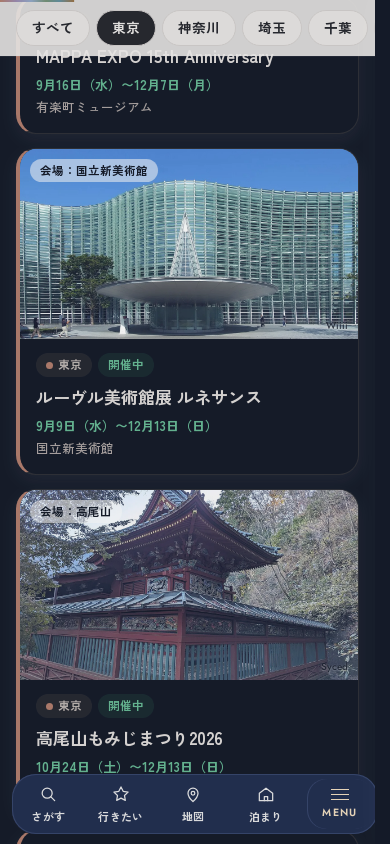 すべて
東京
神奈川
埼玉
千葉
MAPPA EXPO 15th Anniversary
9月16日（水）〜12月7日（月）
有楽町ミュージアム
会場：国立新美術館
東京
開催中
ルーヴル美術館展 ルネサンス
9月9日（水）〜12月13日（日）
国立新美術館
会場：高尾山
東京
開催中
高尾山もみじまつり2026
10月24日（土）〜12月13日（日）
さがす
行きたい
地図
泊まり
MENU